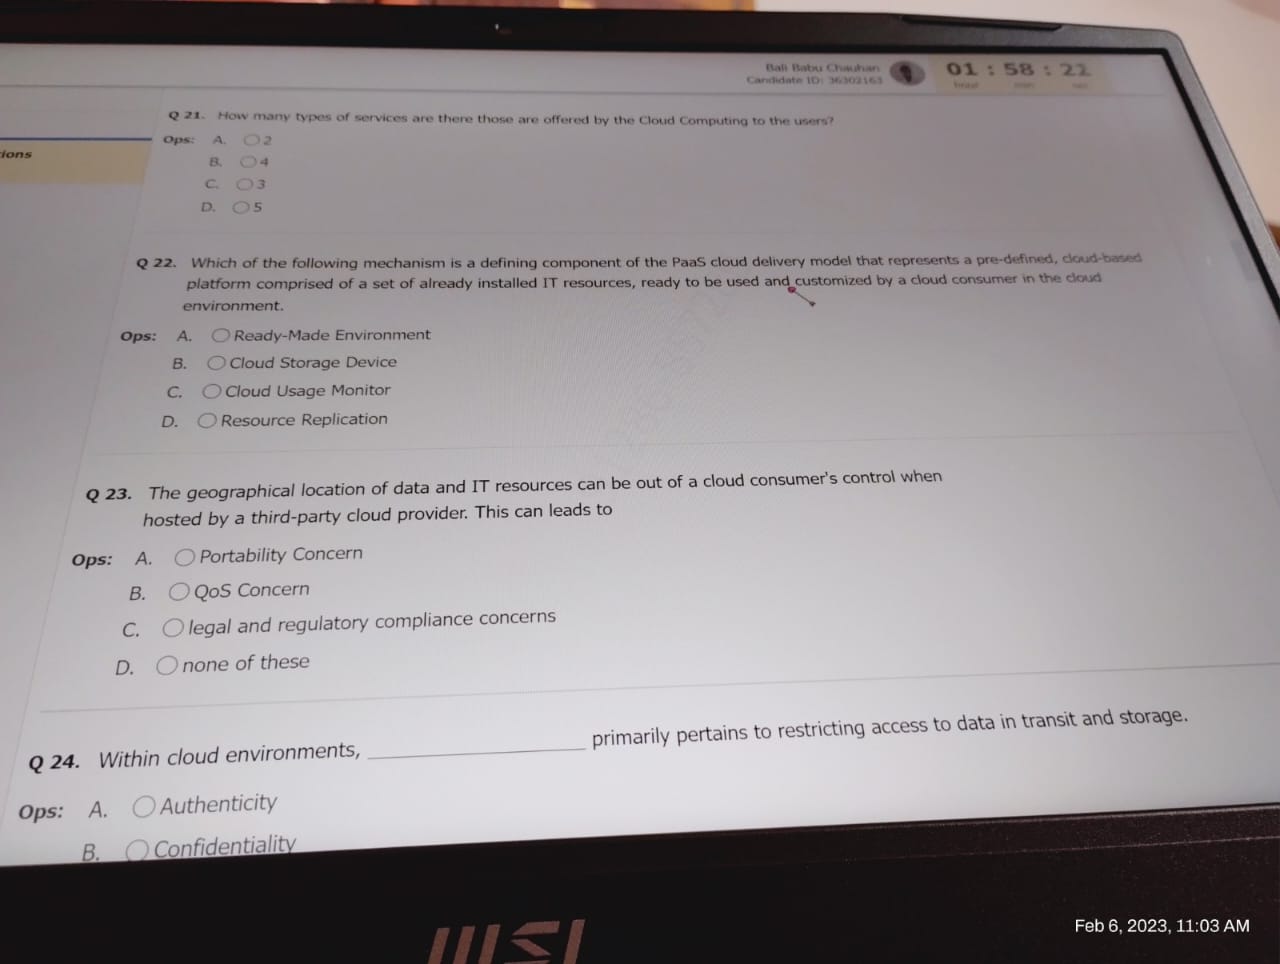 Bali Babu Chauhan
Candidate ID: 36302163
01 : 58 : 22
hour min sec
ions
Q 21. How many types of services are there those are offered by the Cloud Computing to the users?
Ops: A. 2
B. 4
C. 3
D. 5
Q 22. Which of the following mechanism is a defining component of the PaaS cloud delivery model that represents a pre-defined, cloud-based
platform comprised of a set of already installed IT resources, ready to be used and customized by a cloud consumer in the cloud
environment.
Ops: A. Ready-Made Environment
B. Cloud Storage Device
C. Cloud Usage Monitor
D. Resource Replication
Q 23. The geographical location of data and IT resources can be out of a cloud consumer's control when
hosted by a third-party cloud provider. This can leads to
Ops: A. Portability Concern
B. QoS Concern
C. legal and regulatory compliance concerns
D. none of these
Q 24. Within cloud environments, ____________________ primarily pertains to restricting access to data in transit and storage.
Ops: A. Authenticity
B. Confidentiality
msi
Feb 6, 2023, 11:03 AM